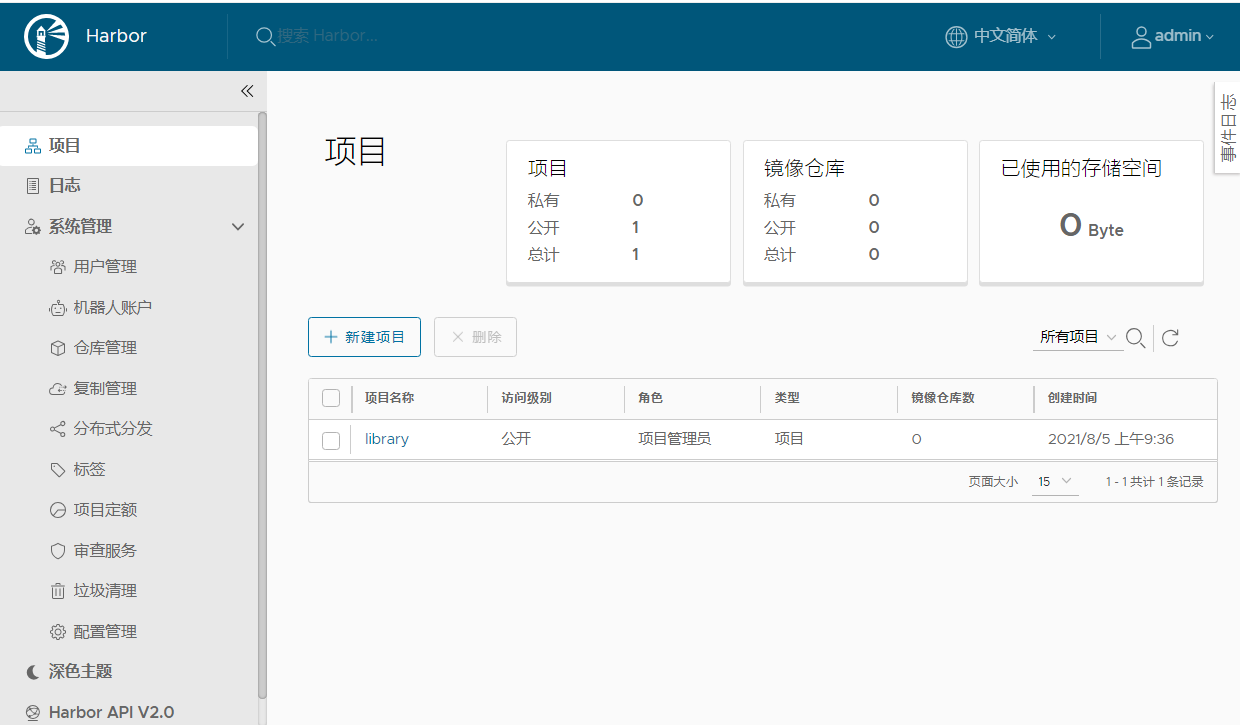 Harbor
搜索 Harbor...
中文简体
admin
事件日志
项目
日志
系统管理
用户管理
机器人账户
仓库管理
复制管理
分布式分发
标签
项目定额
审查服务
垃圾清理
配置管理
深色主题
Harbor API V2.0
项目
项目
私有 0
公开 1
总计 1
镜像仓库
私有 0
公开 0
总计 0
已使用的存储空间
0 Byte
新建项目
删除
所有项目
项目名称 访问级别 角色 类型 镜像仓库数 创建时间
library 公开 项目管理员 项目 0 2021/8/5 上午9:36
页面大小 15 1 - 1 共计 1 条记录